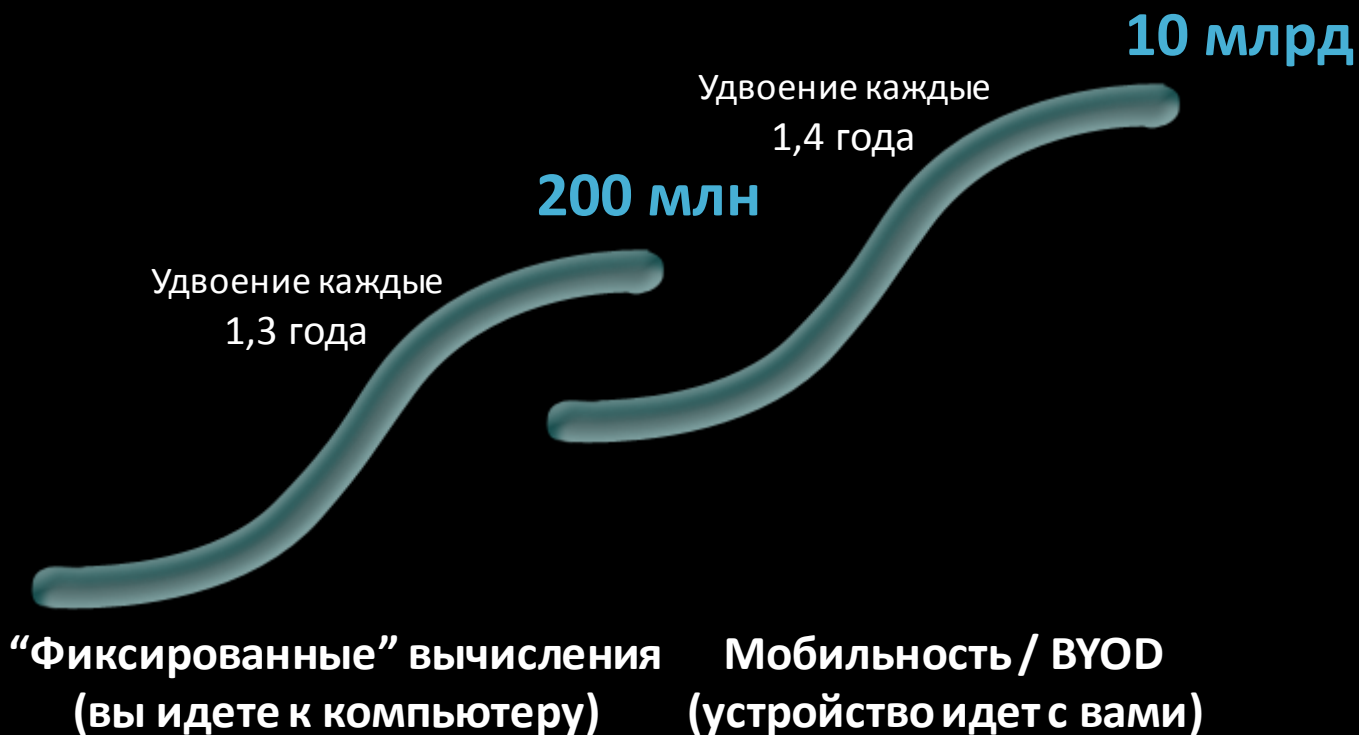 10 млрд
Удвоение каждые
1,4 года
200 млн
Удвоение каждые
1,3 года
“Фиксированные” вычисления
(вы идете к компьютеру)
Мобильность / BYOD
(устройство идет с вами)